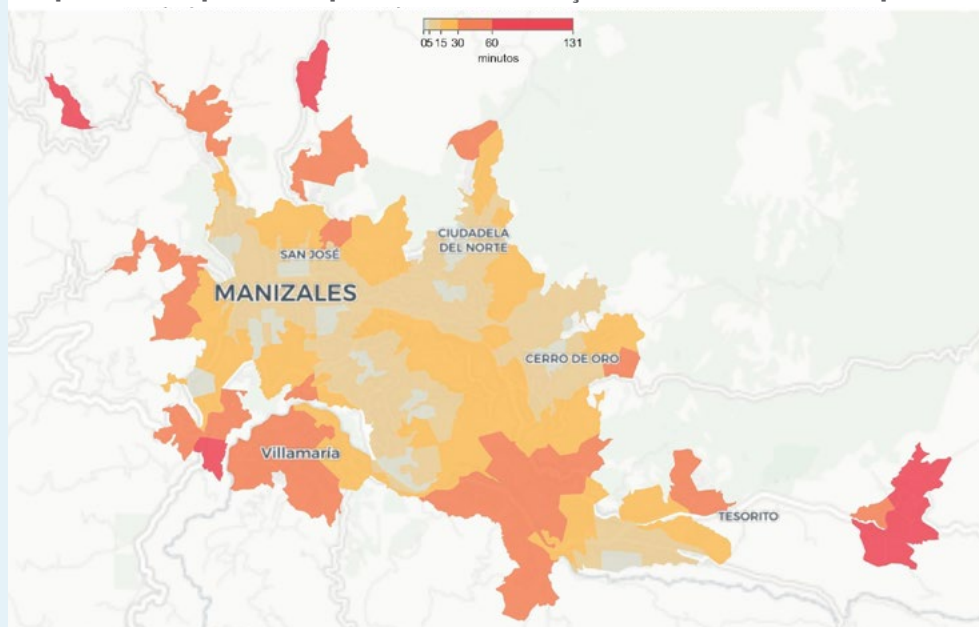 05 15 30 60 131
minutos
CIUDADELA
DEL NORTE
SAN JOSÉ
MANIZALES
CERRO DE ORO
Villamaría
TESORITO